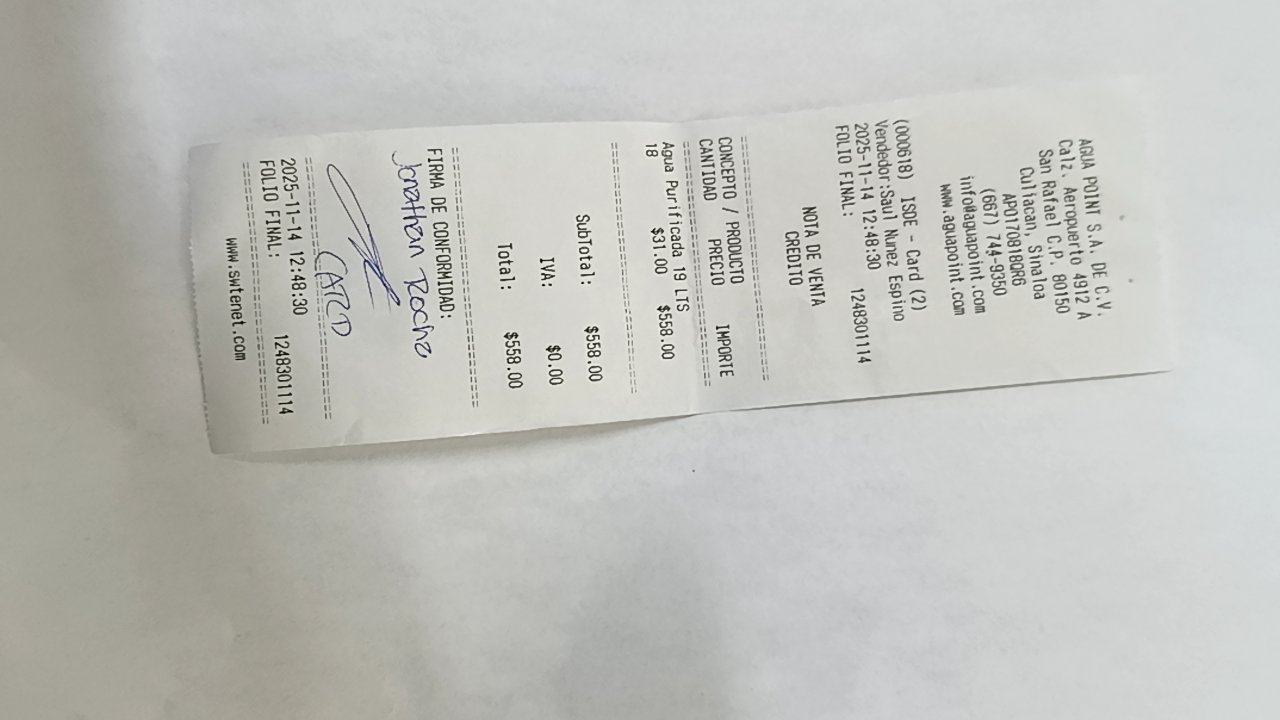 AGUA POINT S.A. DE C.V.
Calz. Aeropuerto 4912 A
San Rafael C.P. 80150
Culiacan, Sinaloa
APO170818QR6
(667) 744-9350
info@aguapoint.com
www.aguapoint.com
(000618) ISDE - Card (2)
Vendedor:Saul Nunez Espino
2025-11-14 12:48:30
FOLIO FINAL: 1248301114
NOTA DE VENTA
CREDITO
==============================
CONCEPTO / PRODUCTO
CANTIDAD PRECIO IMPORTE
==============================
Agua Purificada 19 LTS
18 $31.00 $558.00
==============================
SubTotal: $558.00
IVA: $0.00
Total: $558.00
==============================
FIRMA DE CONFORMIDAD:
Jonathan Rocha
CARD
==============================
2025-11-14 12:48:30
FOLIO FINAL: 1248301114
==============================
www.swtenet.com